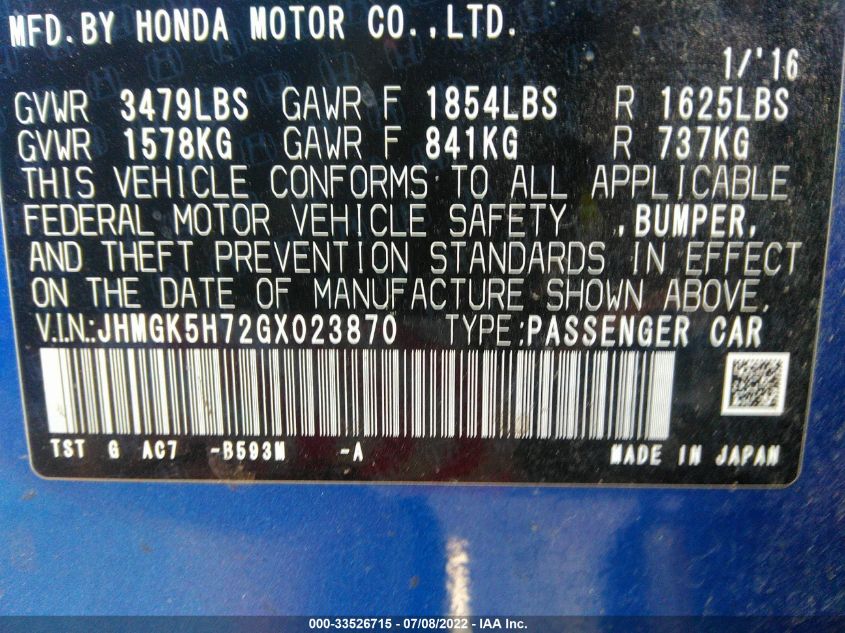 MFD.BY HONDA MOTOR CO.,LTD.
1/'16
GVWR 3479LBS GAWR F 1854LBS R 1625LBS
GVWR 1578KG GAWR F 841KG R 737KG
THIS VEHICLE CONFORMS TO ALL APPLICABLE
FEDERAL MOTOR VEHICLE SAFETY ,BUMPER,
AND THEFT PREVENTION STANDARDS IN EFFECT
ON THE DATE OF MANUFACTURE SHOWN ABOVE.
V.I.N.:JHMGK5H72GX023870 TYPE:PASSENGER CAR
TST G AC7 -B593M -A MADE IN JAPAN
000-33526715 - 07/08/2022 - IAA Inc.